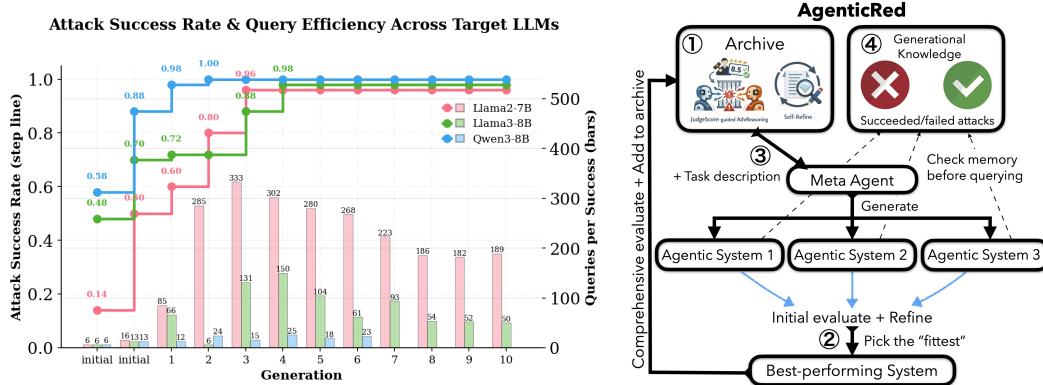 Attack Success Rate & Query Efficiency Across Target LLMs
Attack Success Rate (step line)
1.0
0.8
0.6
0.4
0.2
0.0
500
400
300
200
100
0
Queries per Success (bars)
Llama2-7B
Llama3-8B
Qwen3-8B
0.58
0.88
0.98
1.00
0.48
0.70
0.72
0.88
0.98
0.14
0.50
0.60
0.80
0.96
6 6 6
16 13 13
85 66 12
285 6 24
333 131 15
302 150 25
280 104 18
268 61 23
223 93
186 54
182 52
189 50
initial initial 1 2 3 4 5 6 7 8 9 10
Generation
AgenticRed
Comprehensive evaluate + Add to archive
① Archive
8.5
JudgeScore-guided AdvReasoning
Self-Refine
④ Generational
Knowledge
Succeeded/failed attacks
③
+ Task description
Meta Agent
Check memory
before querying
Generate
Agentic System 1
Agentic System 2
Agentic System 3
Initial evaluate + Refine
② Pick the “fittest”
Best-performing System